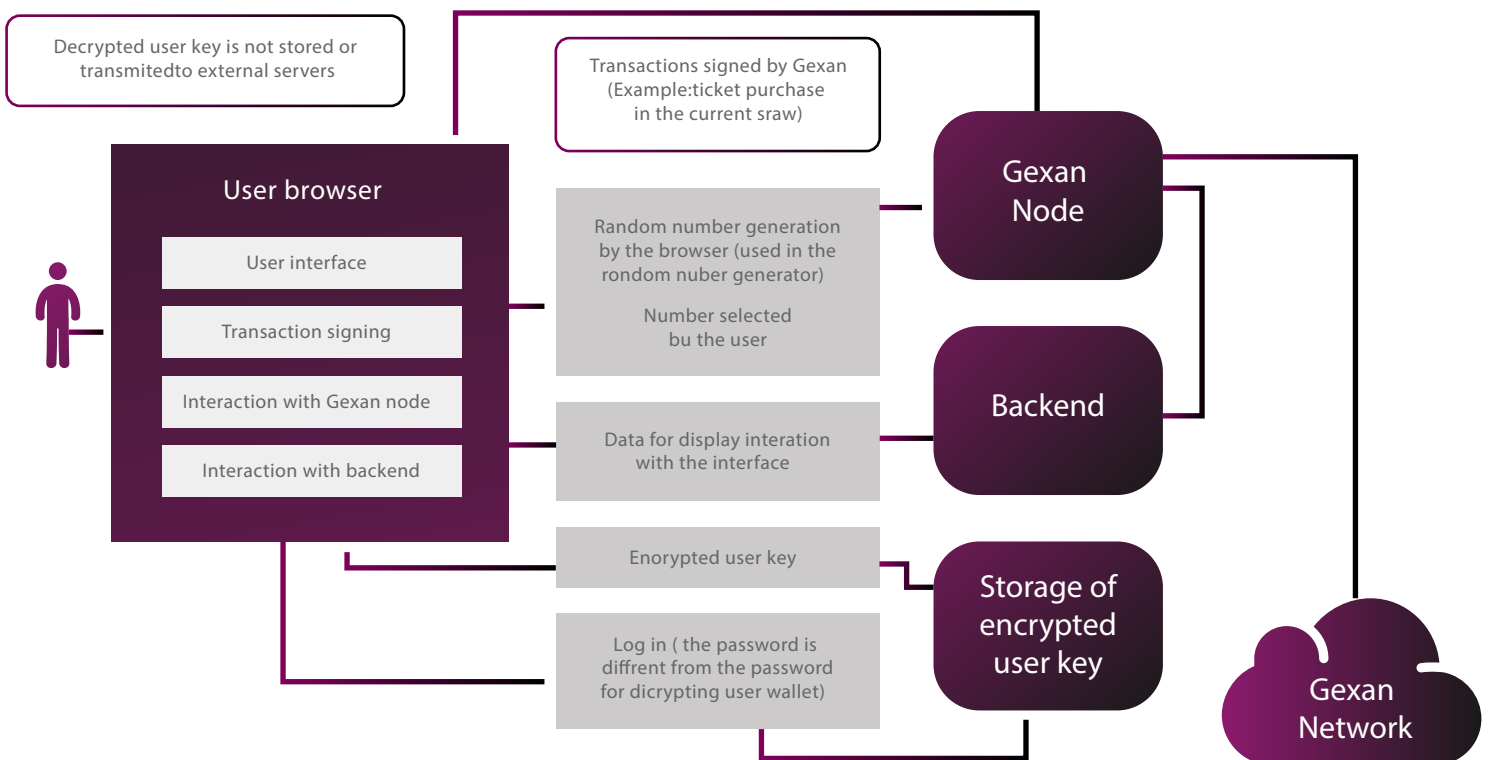 Decrypted user key is not stored or
transmitedto external servers
Transactions signed by Gexan
(Example:ticket purchase
in the current sraw)
User browser
User interface
Transaction signing
Interaction with Gexan node
Interaction with backend
Random number generation
by the browser (used in the
rondom nuber generator)
Number selected
bu the user
Data for display interation
with the interface
Enorypted user key
Log in ( the password is
diffrent from the password
for dicrypting user wallet)
Gexan
Node
Backend
Storage of
encrypted
user key
Gexan
Network